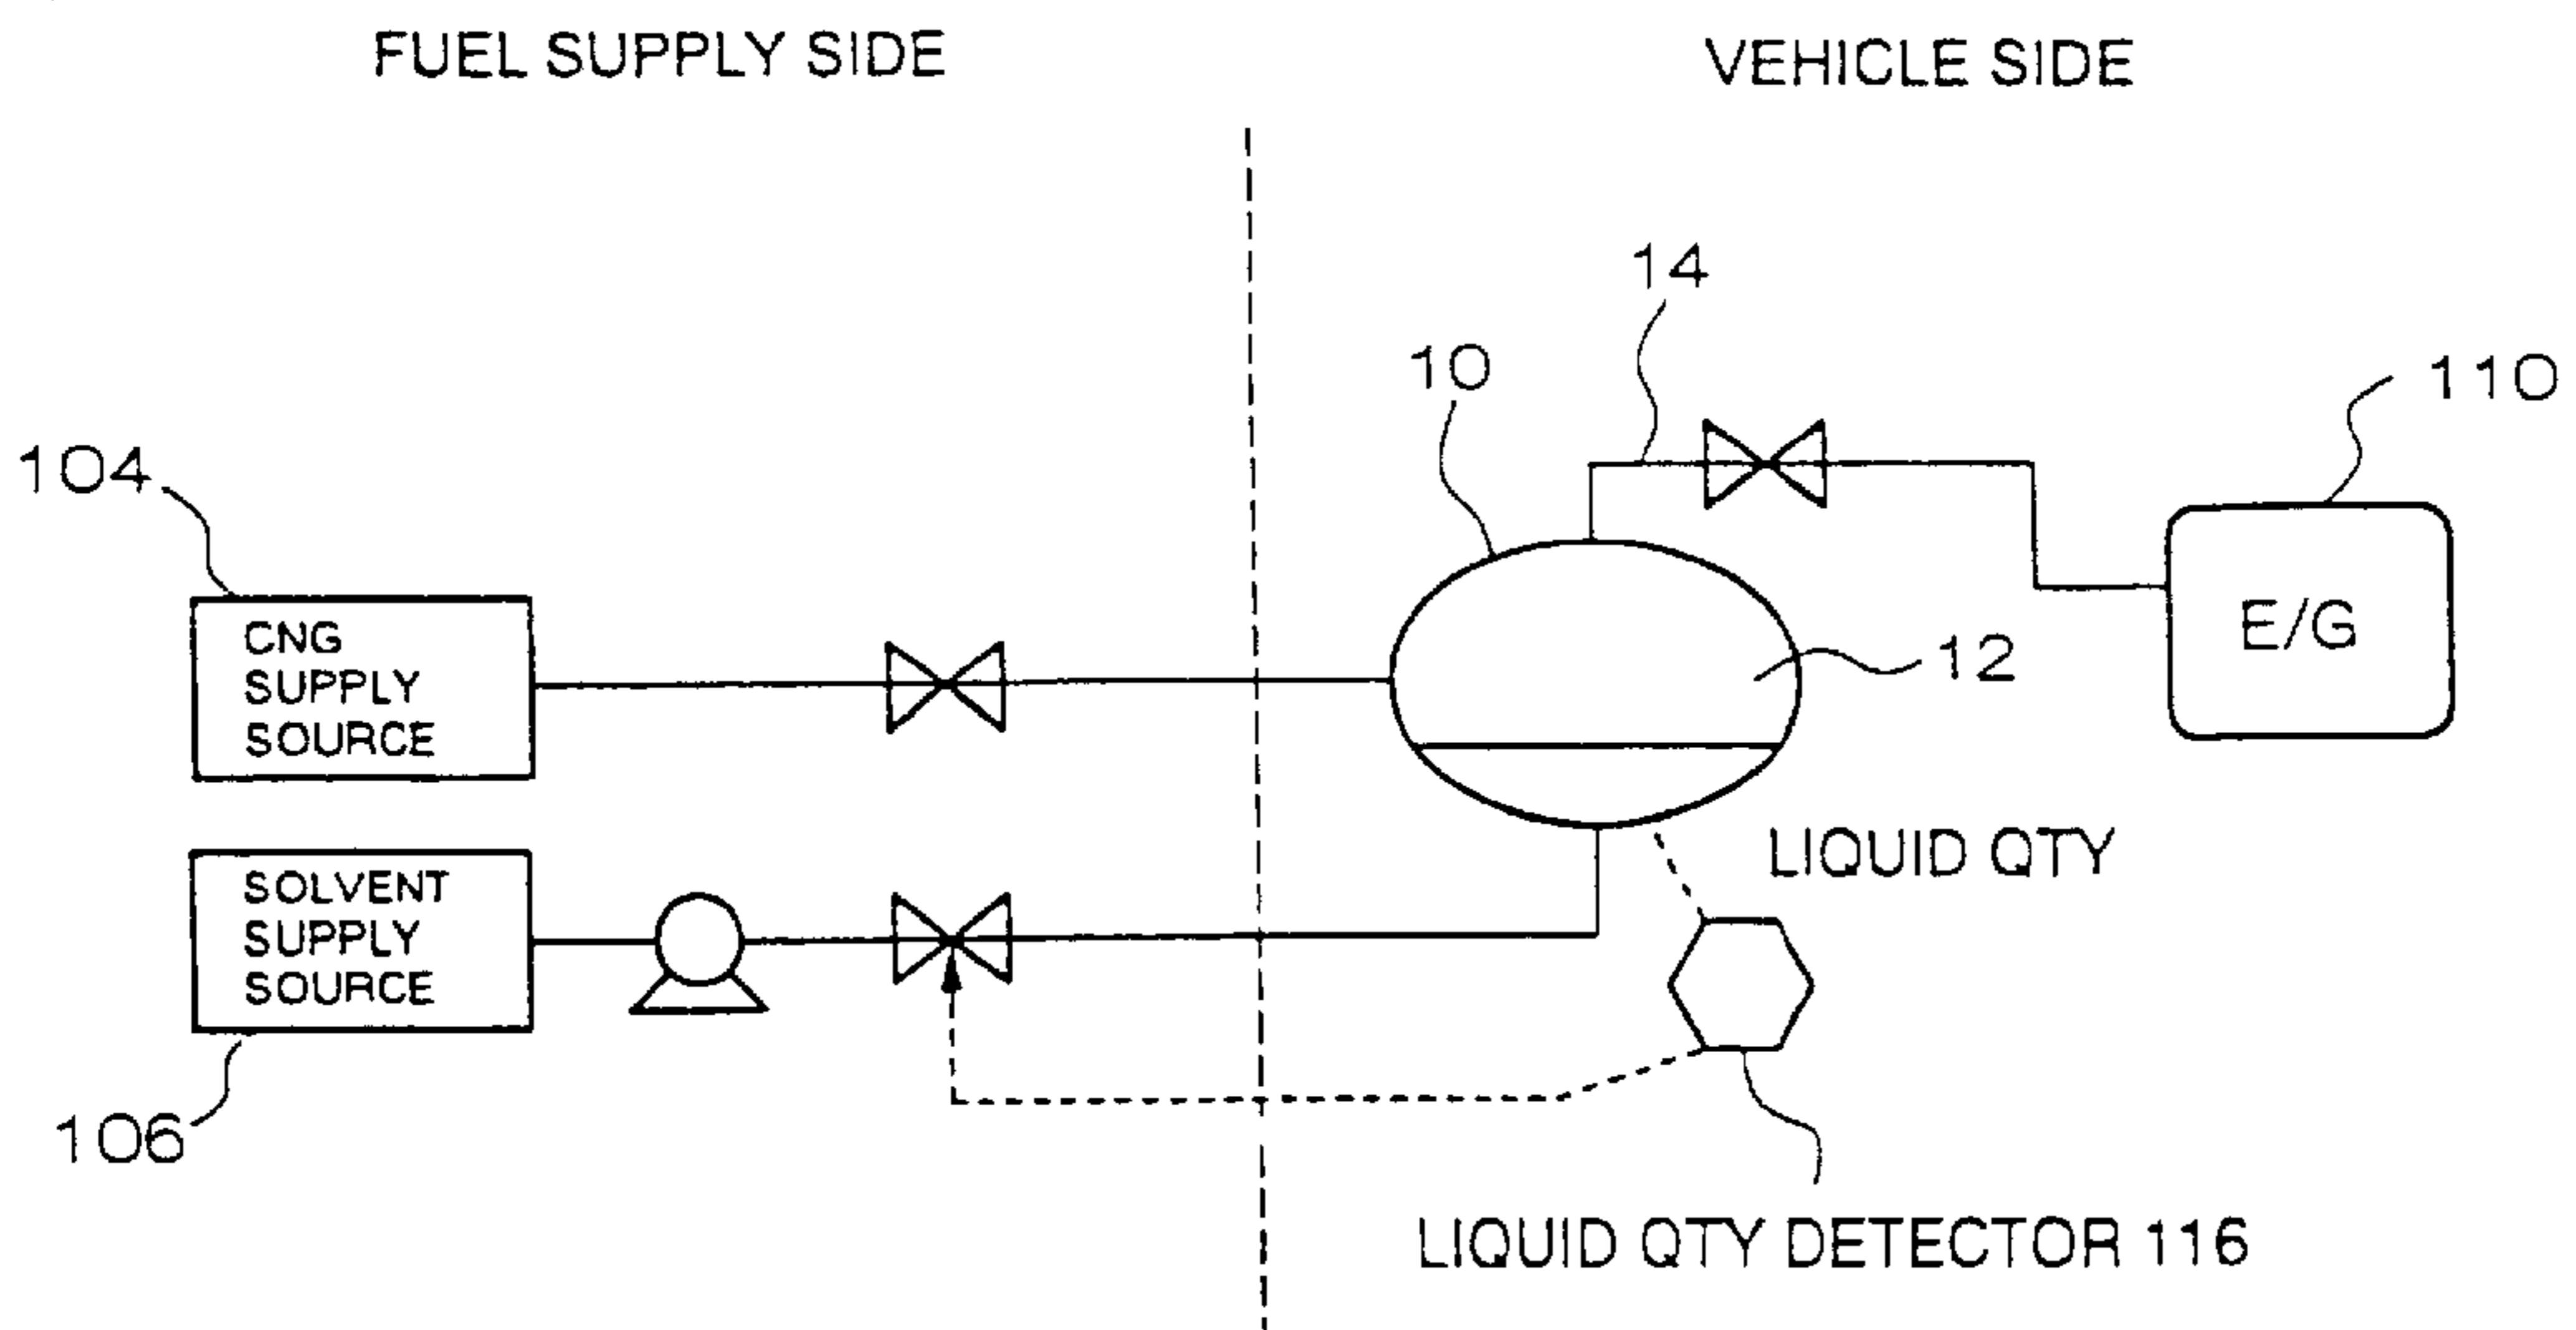 FUEL SUPPLY SIDE
VEHICLE SIDE
14
10
110
104
CNG
SUPPLY
SOURCE
E/G
12
LIQUID QTY
SOLVENT
SUPPLY
SOURCE
106
LIQUID QTY DETECTOR 116